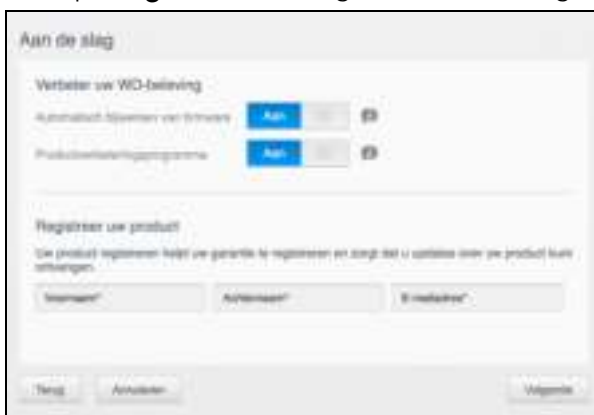 Aan de slag
Verbeter uw WD-beleving
Automatisch bijwerken van firmware Aan
Productverbeteringsprogramma Aan
Registreer uw product
Uw product registreren helpt uw garantie te registreren en zorgt dat u updates over uw product kunt
ontvangen.
Voornaam* Achternaam* E-mailadres*
Terug Annuleren Volgende